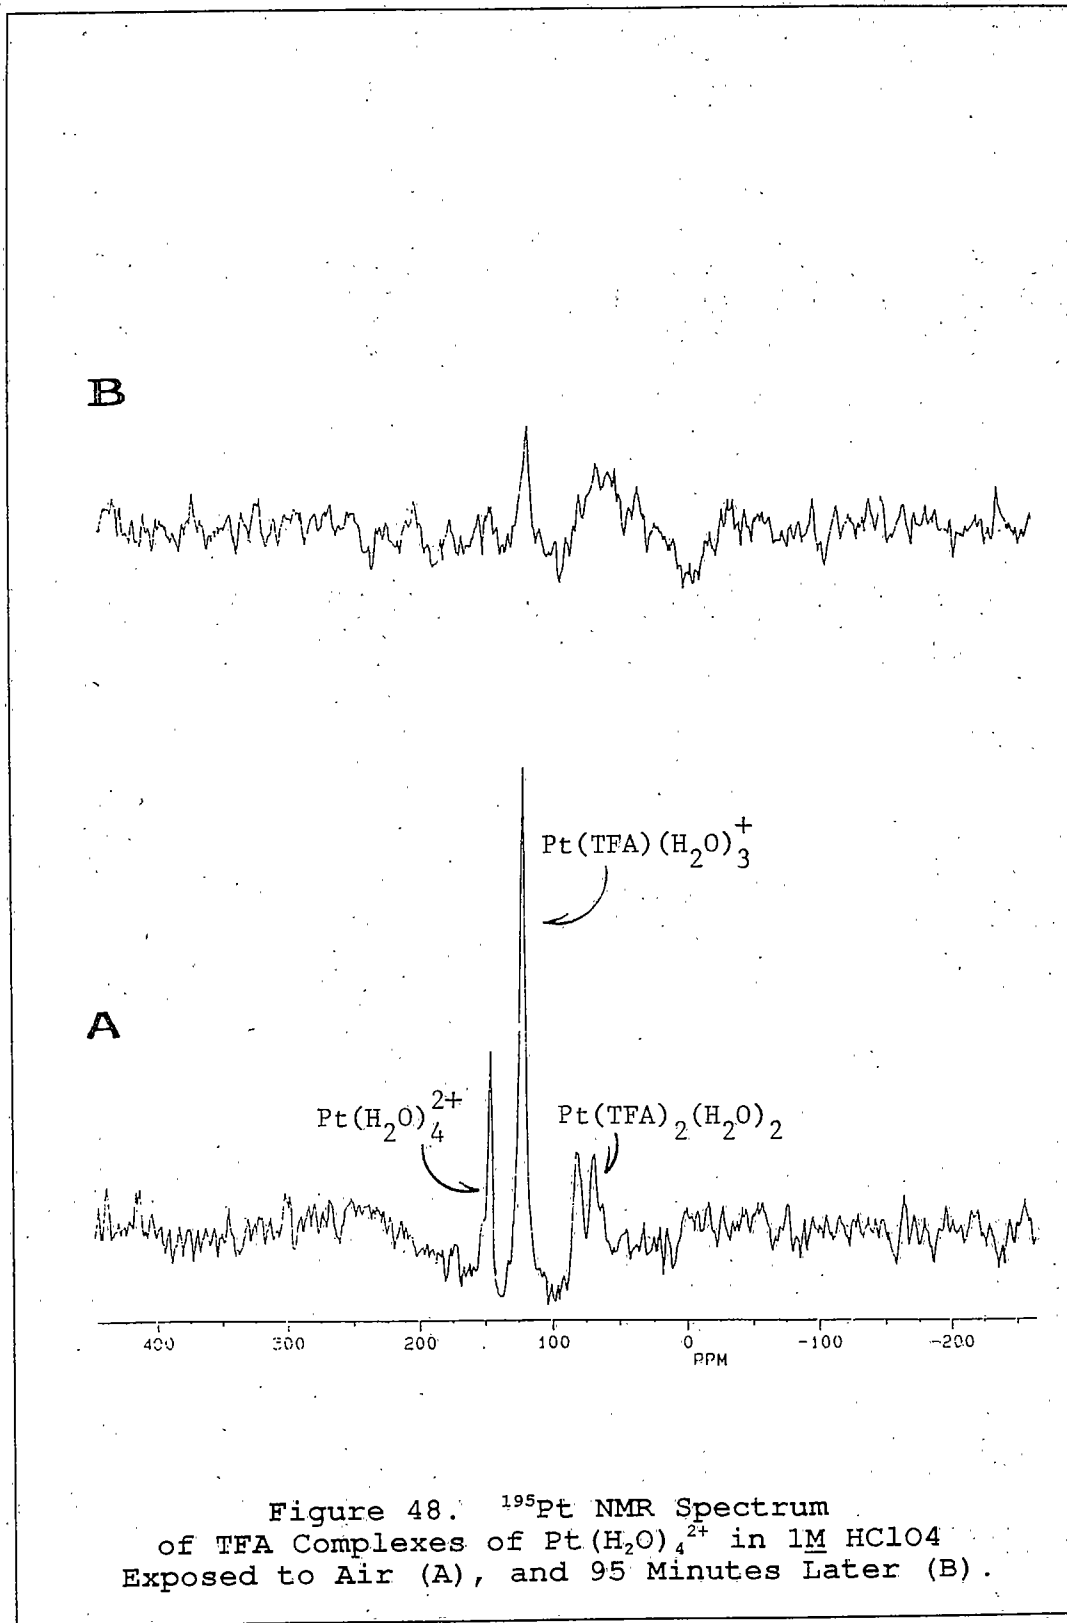 B
Pt(TFA)(H₂O)₃⁺
A
Pt(H₂O)₄²⁺
Pt(TFA)₂(H₂O)₂
400 300 200 100 0 -100 -200
PPM
Figure 48. ¹⁹⁵Pt NMR Spectrum
of TFA Complexes of Pt(H₂O)₄²⁺ in 1M HClO4
Exposed to Air (A), and 95 Minutes Later (B).